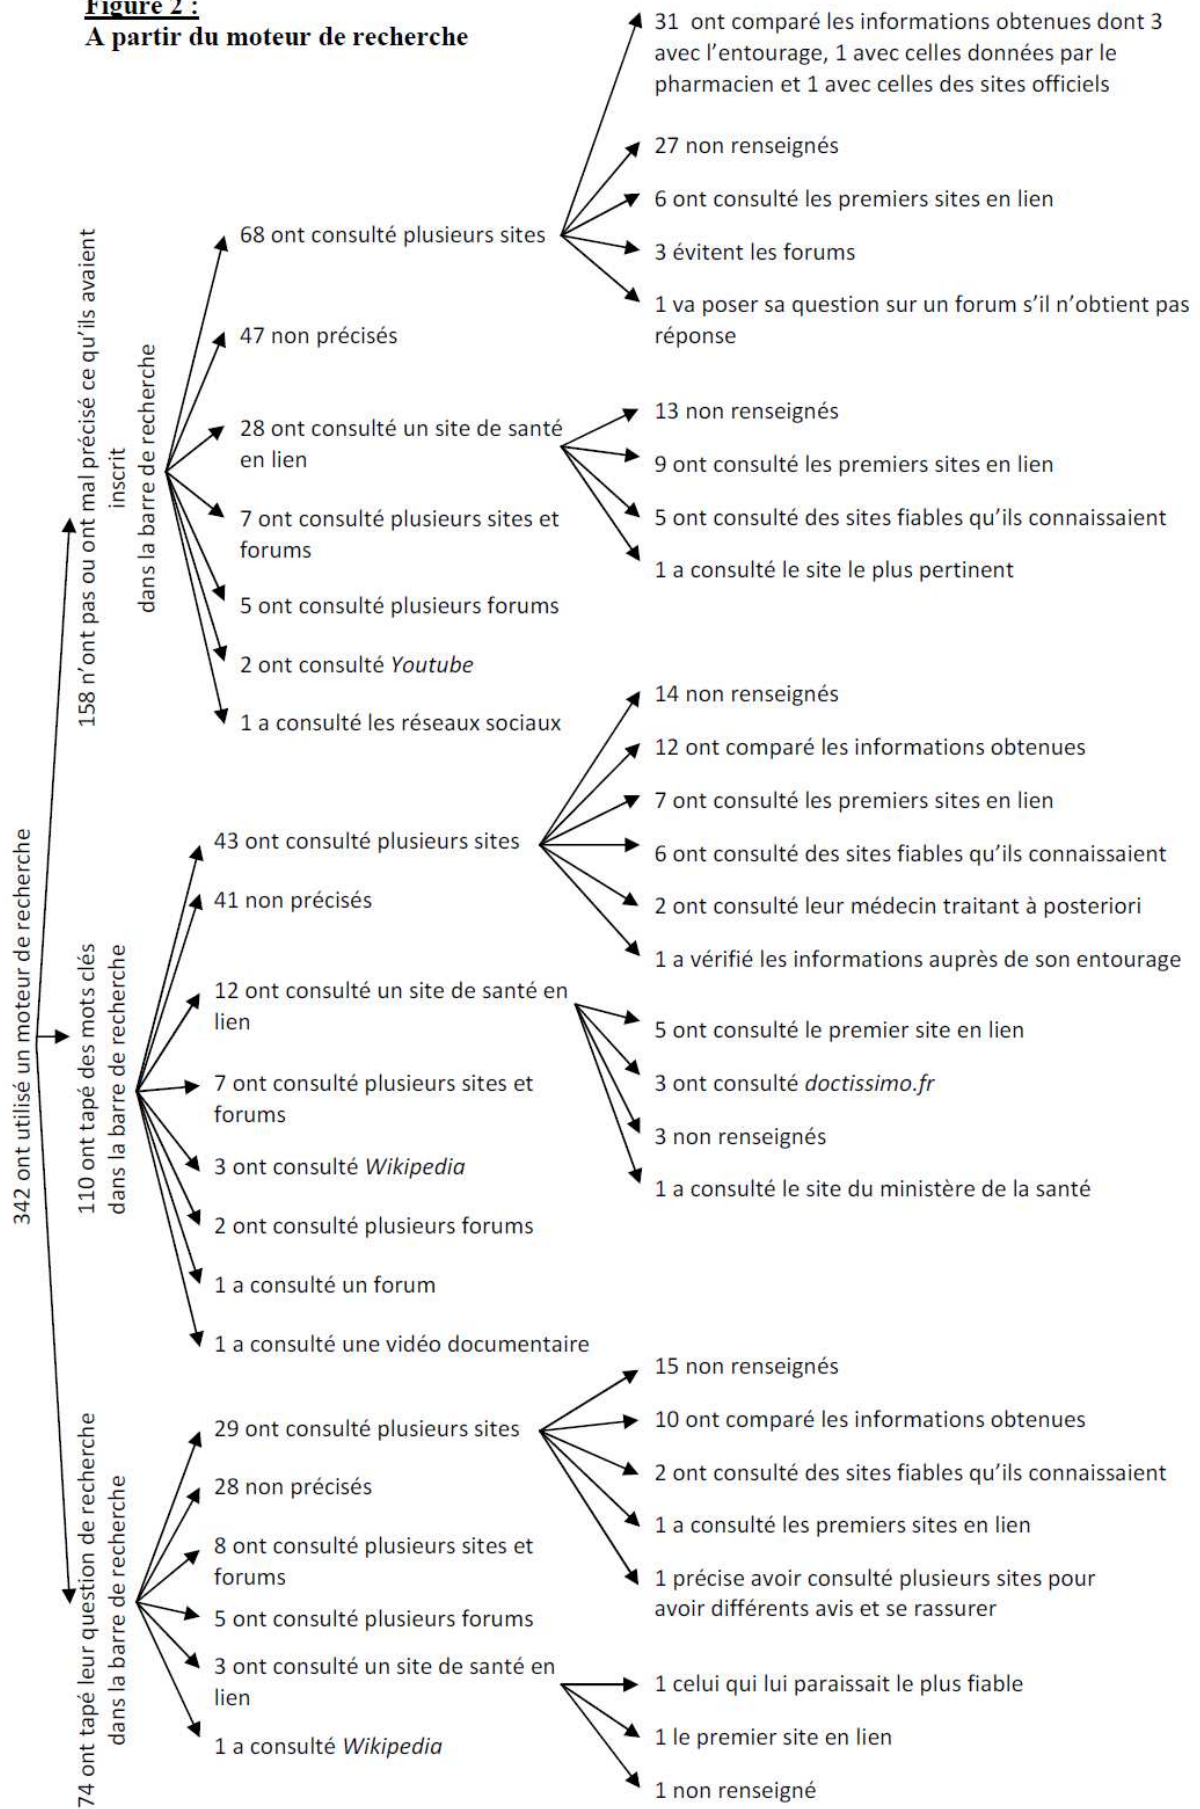 Figure 2 :
A partir du moteur de recherche
342 ont utilisé un moteur de recherche
158 n’ont pas ou ont mal précisé ce qu’ils avaient
inscrit
dans la barre de recherche
68 ont consulté plusieurs sites
31 ont comparé les informations obtenues dont 3
avec l’entourage, 1 avec celles données par le
pharmacien et 1 avec celles des sites officiels
27 non renseignés
6 ont consulté les premiers sites en lien
3 évitent les forums
1 va poser sa question sur un forum s’il n’obtient pas
réponse
47 non précisés
28 ont consulté un site de santé
en lien
13 non renseignés
9 ont consulté les premiers sites en lien
5 ont consulté des sites fiables qu’ils connaissaient
1 a consulté le site le plus pertinent
7 ont consulté plusieurs sites et
forums
5 ont consulté plusieurs forums
2 ont consulté Youtube
1 a consulté les réseaux sociaux
110 ont tapé des mots clés
dans la barre de recherche
43 ont consulté plusieurs sites
14 non renseignés
12 ont comparé les informations obtenues
7 ont consulté les premiers sites en lien
6 ont consulté des sites fiables qu’ils connaissaient
2 ont consulté leur médecin traitant à posteriori
1 a vérifié les informations auprès de son entourage
41 non précisés
12 ont consulté un site de santé en
lien
5 ont consulté le premier site en lien
3 ont consulté doctissimo.fr
3 non renseignés
1 a consulté le site du ministère de la santé
7 ont consulté plusieurs sites et
forums
3 ont consulté Wikipedia
2 ont consulté plusieurs forums
1 a consulté un forum
1 a consulté une vidéo documentaire
74 ont tapé leur question de recherche
dans la barre de recherche
29 ont consulté plusieurs sites
15 non renseignés
10 ont comparé les informations obtenues
2 ont consulté des sites fiables qu’ils connaissaient
1 a consulté les premiers sites en lien
1 précise avoir consulté plusieurs sites pour
avoir différents avis et se rassurer
28 non précisés
8 ont consulté plusieurs sites et
forums
5 ont consulté plusieurs forums
3 ont consulté un site de santé en
lien
1 celui qui lui paraissait le plus fiable
1 le premier site en lien
1 non renseigné
1 a consulté Wikipedia